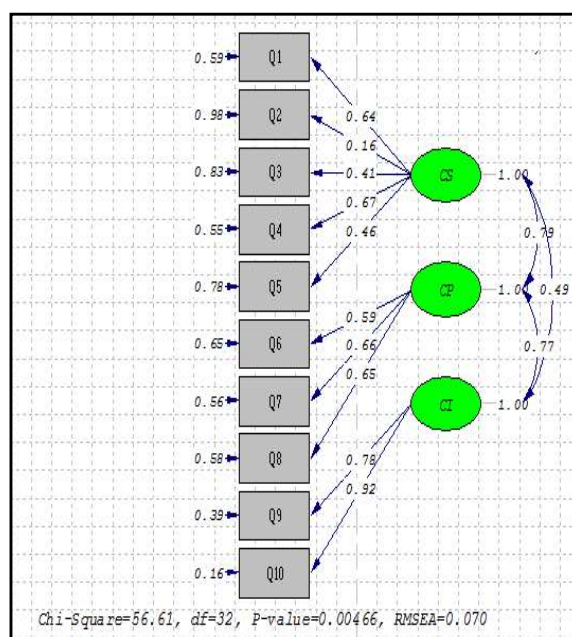 0.59 Q1
0.64
0.98 Q2
0.16
0.83 Q3 0.41 CS 1.00
0.67
0.55 Q4 0.79
0.46
0.78 Q5 CP 1.00 0.49
0.59
0.65 Q6 0.77
0.66
0.65
0.56 Q7 CI 1.00
0.58 Q8 0.78
0.92
0.39 Q9
0.16 Q10
Chi-Square=56.61, df=32, P-value=0.00466, RMSEA=0.070